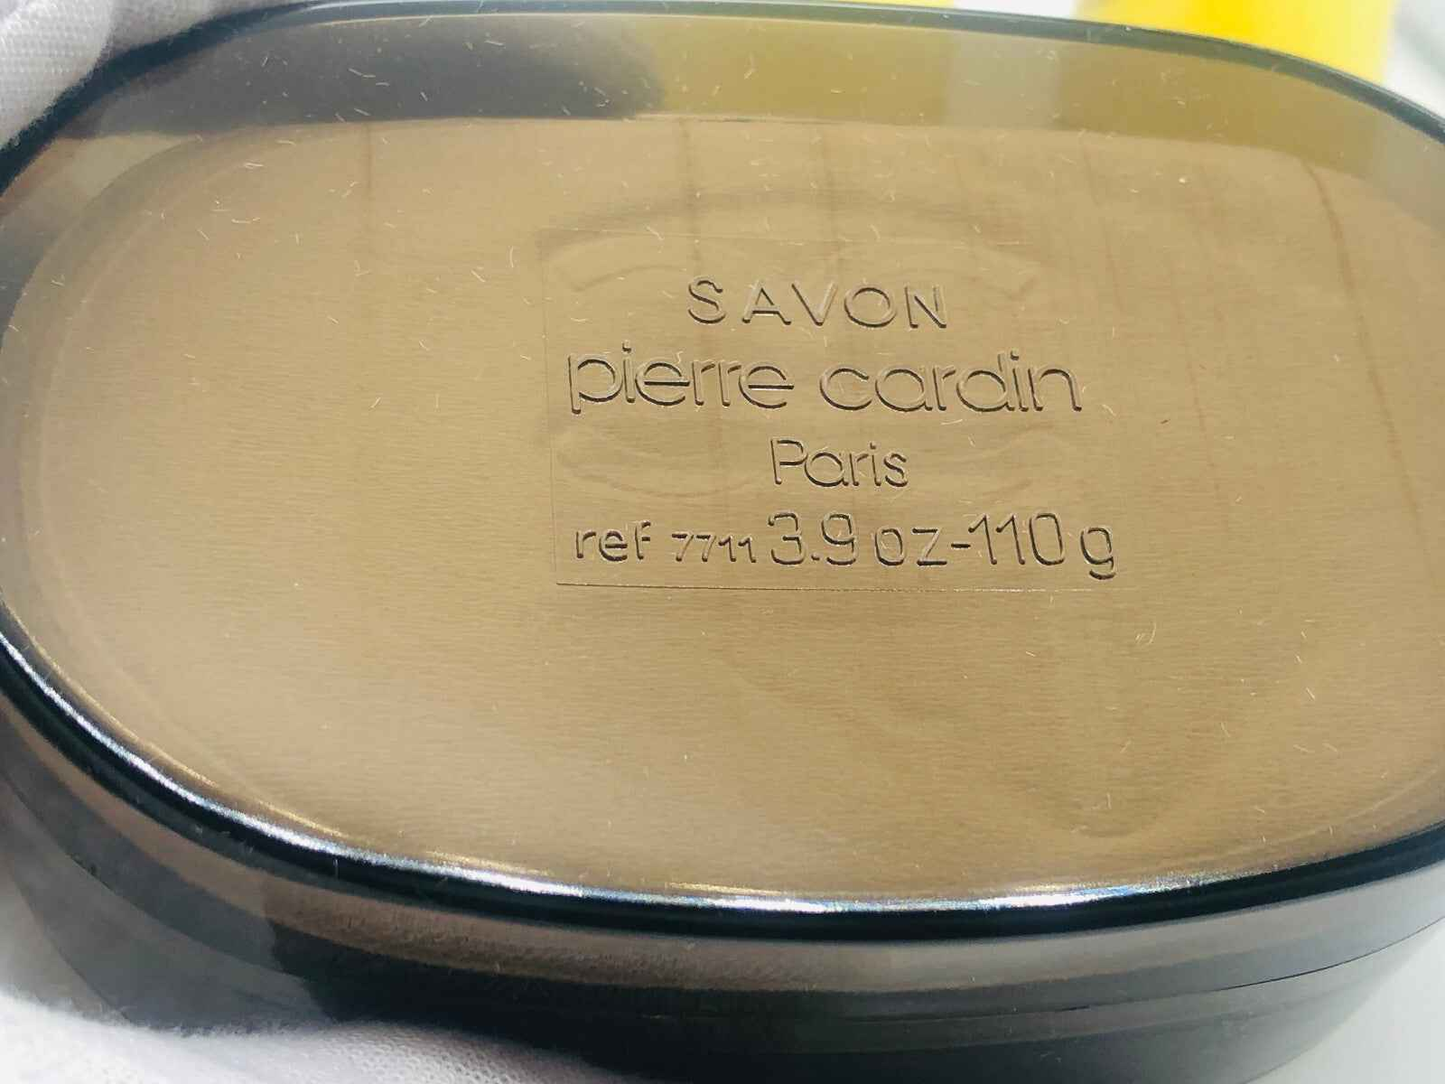 SAVON
pierre cardin
Paris
ref 7711 3.9 oz-110 g